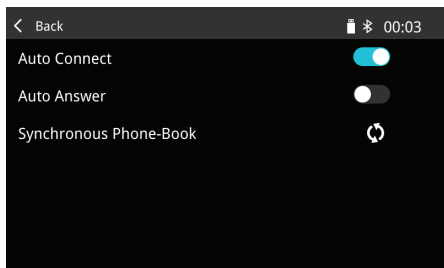 Back 00:03
Auto Connect
Auto Answer
Synchronous Phone-Book